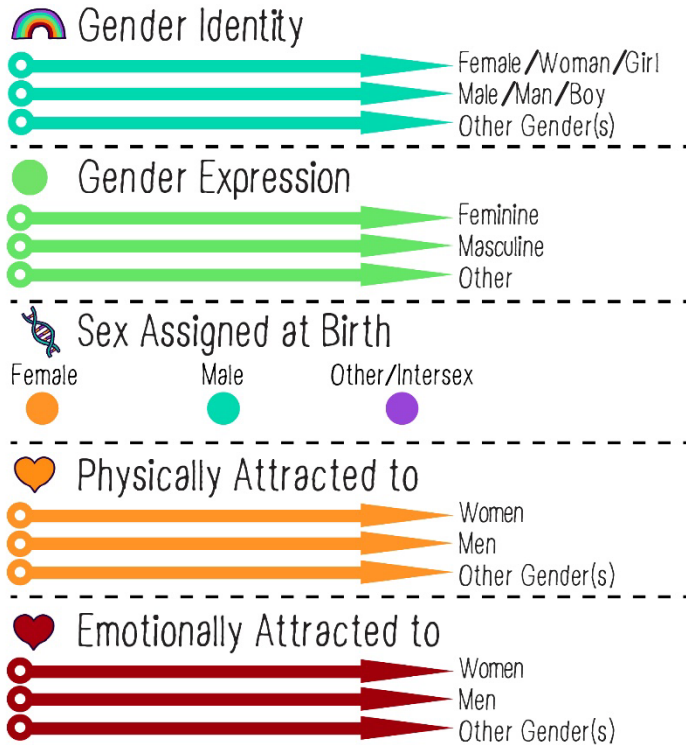 Gender Identity
Female/Woman/Girl
Male/Man/Boy
Other Gender(s)
Gender Expression
Feminine
Masculine
Other
Sex Assigned at Birth
Female Male Other/Intersex
Physically Attracted to
Women
Men
Other Gender(s)
Emotionally Attracted to
Women
Men
Other Gender(s)